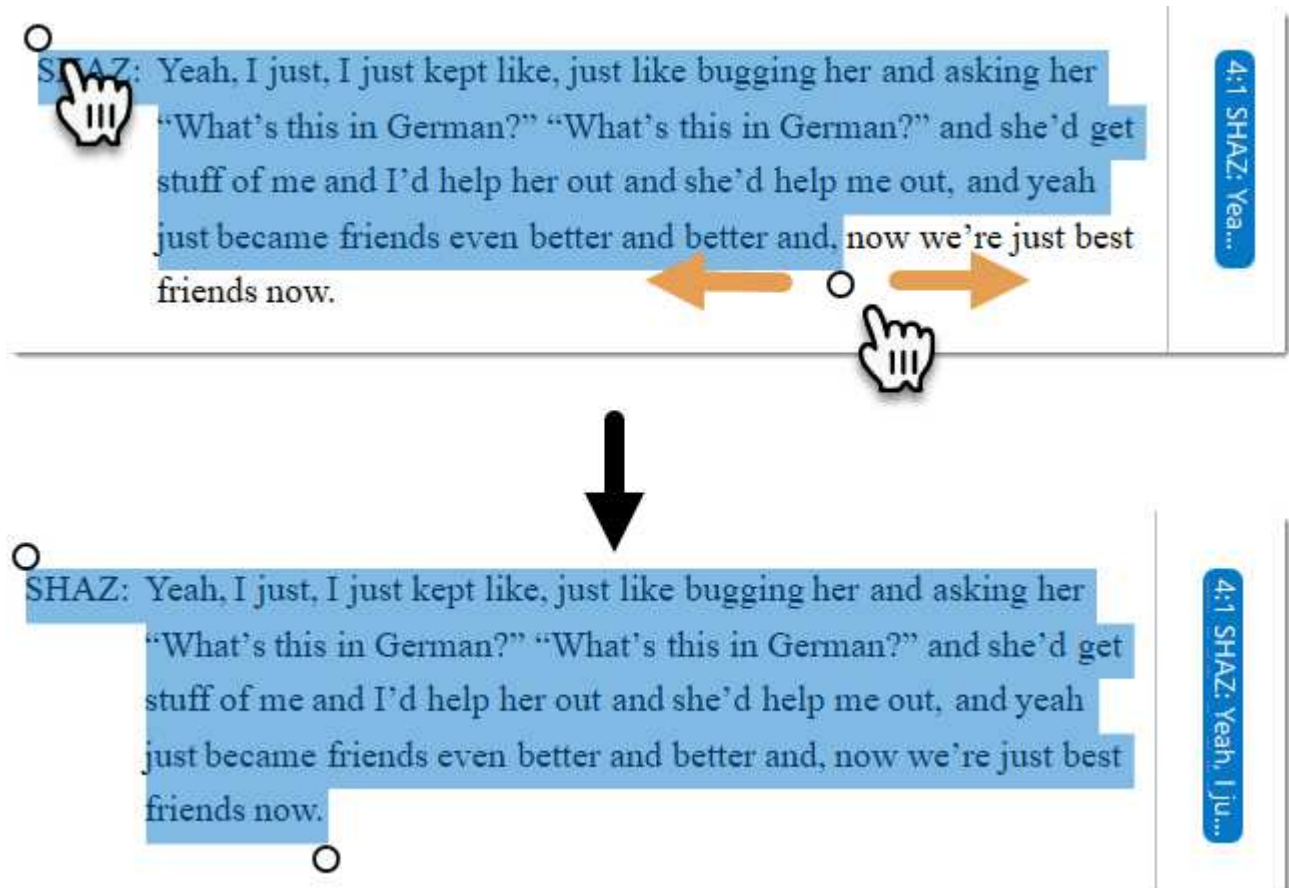 SHAZ: Yeah, I just, I just kept like, just like bugging her and asking her
“What’s this in German?” “What’s this in German?” and she’d get
stuff of me and I’d help her out and she’d help me out, and yeah
just became friends even better and better and, now we’re just best
friends now.
4:1 SHAZ: Yea...
SHAZ: Yeah, I just, I just kept like, just like bugging her and asking her
“What’s this in German?” “What’s this in German?” and she’d get
stuff of me and I’d help her out and she’d help me out, and yeah
just became friends even better and better and, now we’re just best
friends now.
4:1 SHAZ: Yeah, I ju...